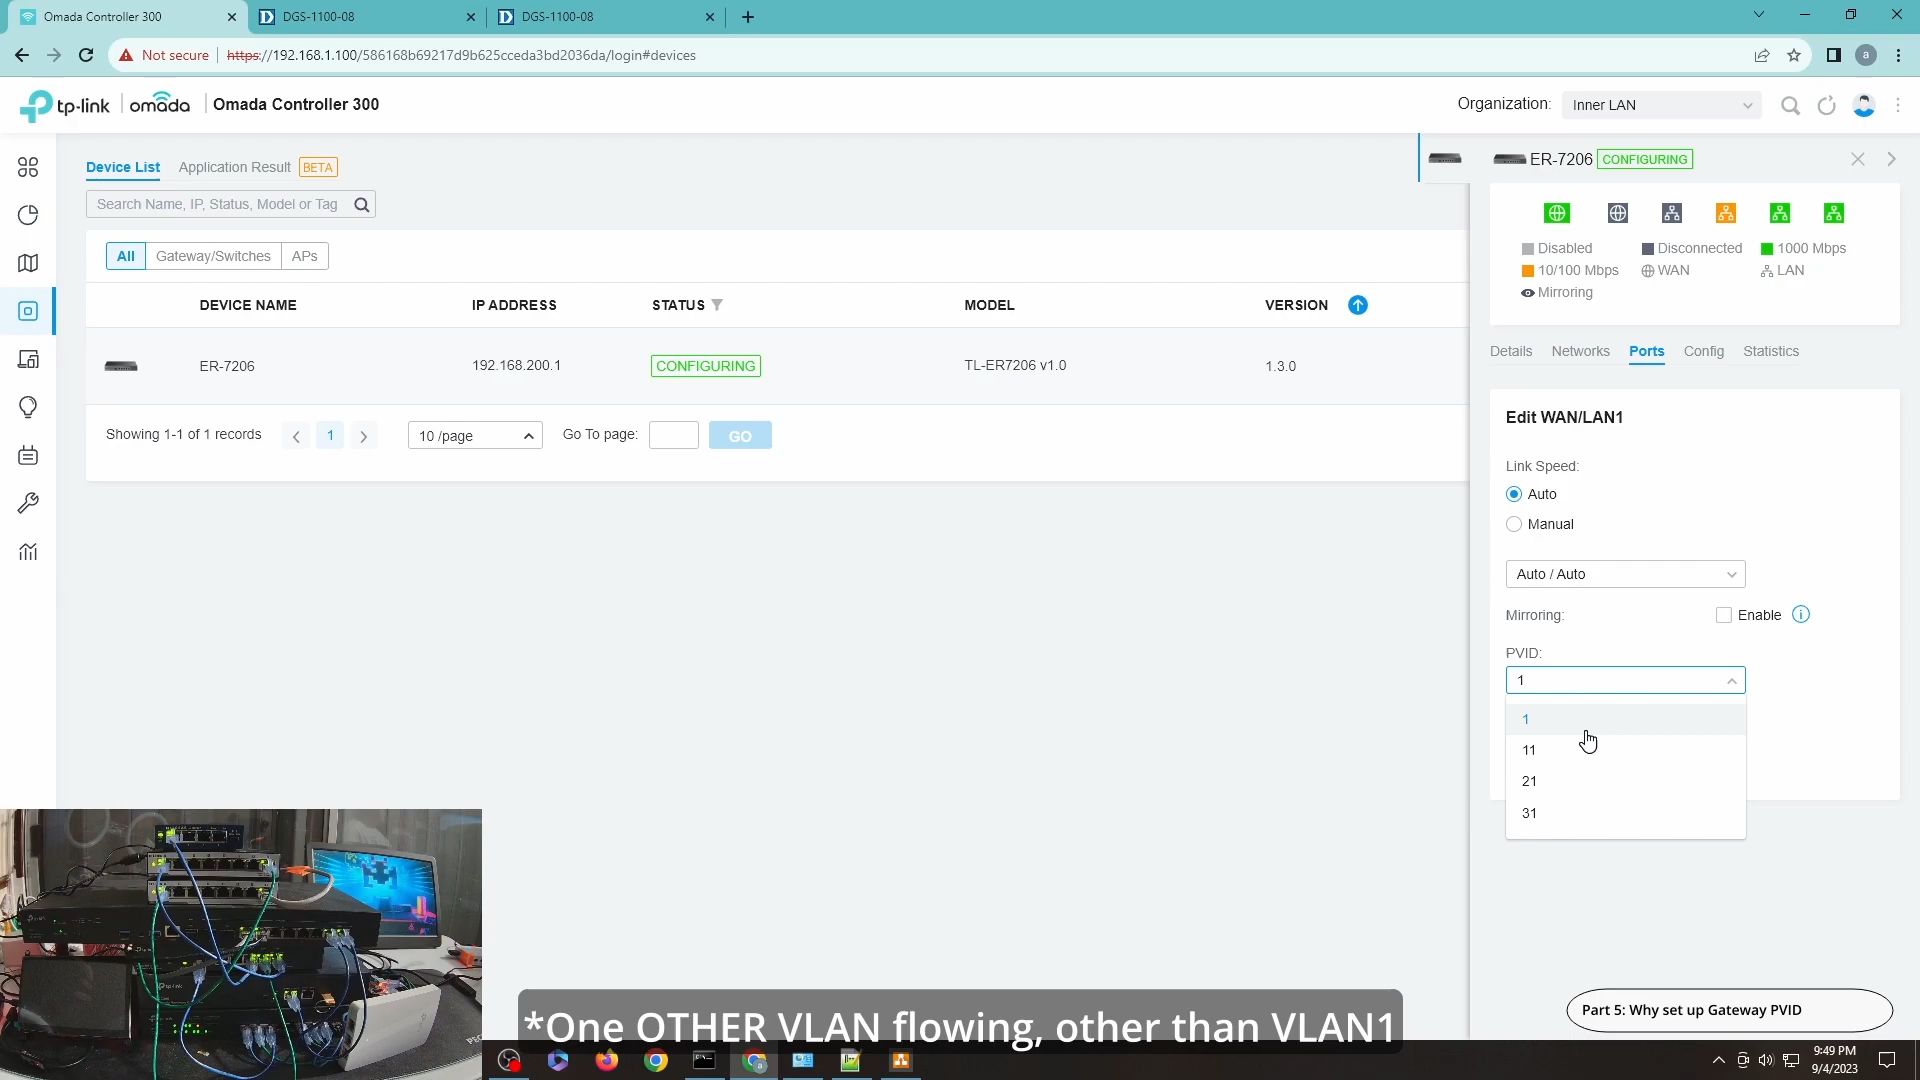 Omada Controller 300
DGS-1100-08
DGS-1100-08
Not secure
https://192.168.1.100/586168b69217d9b625cceda3bd2036da/login#devices
a
tp-link
omada
Omada Controller 300
Organization:
Inner LAN
Device List
Application Result
BETA
ER-7206
CONFIGURING
Search Name, IP, Status, Model or Tag
Disabled
Disconnected
1000 Mbps
10/100 Mbps
WAN
LAN
Mirroring
All
Gateway/Switches
APs
DEVICE NAME
IP ADDRESS
STATUS
MODEL
VERSION
ER-7206
192.168.200.1
CONFIGURING
TL-ER7206 v1.0
1.3.0
Showing 1-1 of 1 records
1
10 /page
Go To page:
GO
Details
Networks
Ports
Config
Statistics
Edit WAN/LAN1
Link Speed:
Auto
Manual
Auto / Auto
Mirroring:
Enable
PVID:
1
1
11
21
31
*One OTHER VLAN flowing, other than VLAN1
Part 5: Why set up Gateway PVID
9:49 PM
9/4/2023